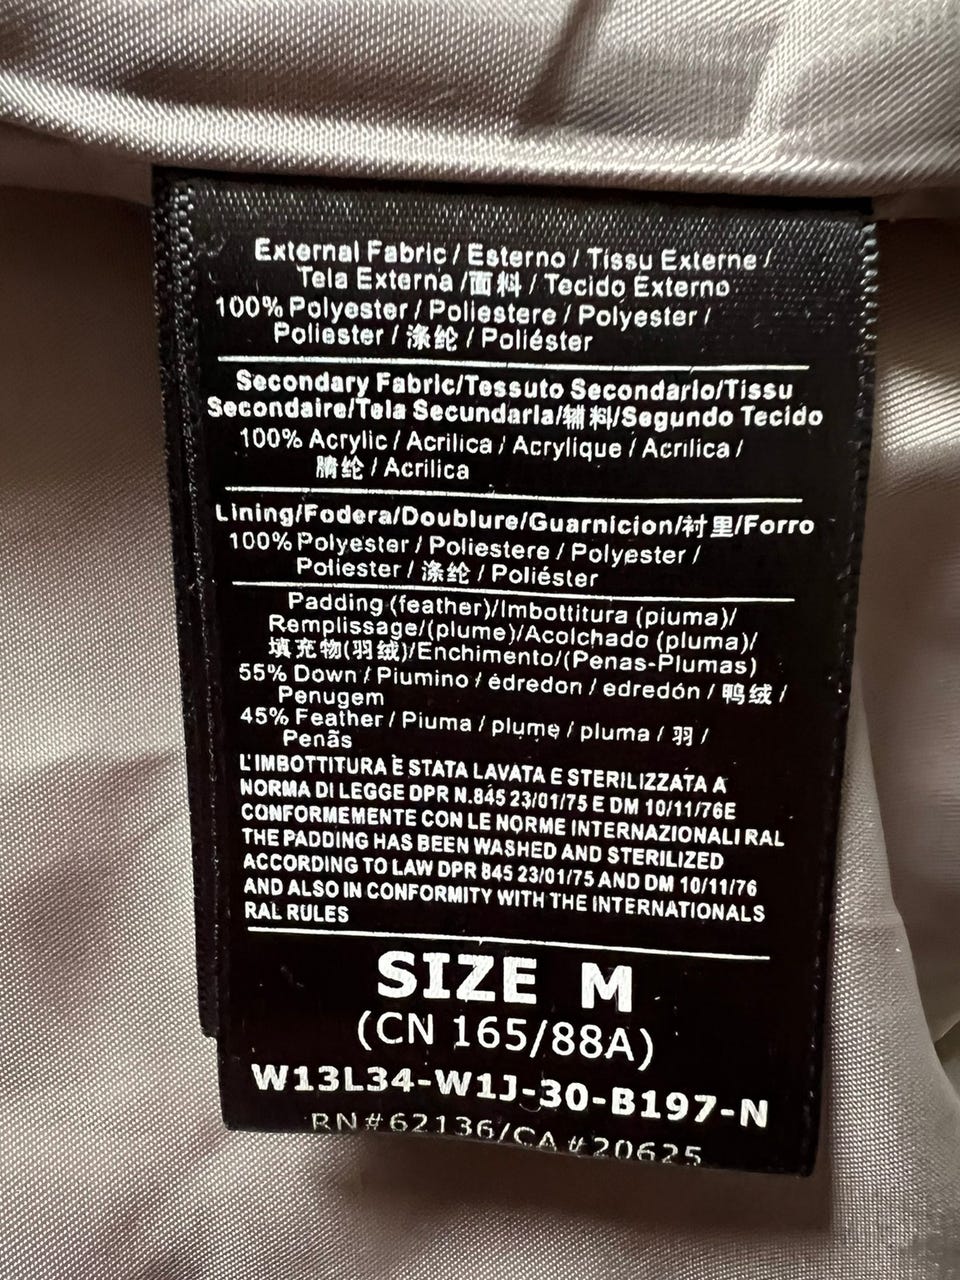 External Fabric / Esterno / Tissu Externe /
Tela Externa /面料 / Tecido Externo
100% Polyester / Poliestere / Polyester /
Poliester / 涤纶 / Poliéster
Secondary Fabric/Tessuto Secondario/Tissu
Secondaire/Tela Secundaria/辅料/Segundo Tecido
100% Acrylic / Acrilica / Acrylique / Acrilica /
腈纶 / Acrilica
Lining/Fodera/Doublure/Guarnicion/衬里/Forro
100% Polyester / Poliestere / Polyester /
Poliester / 涤纶 / Poliéster
Padding (feather)/Imbottitura (piuma)/
Remplissage/(plume)/Acolchado (pluma)/
填充物(羽绒)/Enchimento/(Penas-Plumas)
55% Down / Piumino / édredon / edredón / 鸭绒 /
Penugem
45% Feather / Piuma / plume / pluma / 羽 /
Penãs
L'IMBOTTITURA È STATA LAVATA E STERILIZZATA A
NORMA DI LEGGE DPR N.845 23/01/75 E DM 10/11/76E
CONFORMEMENTE CON LE NORME INTERNAZIONALI RAL
THE PADDING HAS BEEN WASHED AND STERILIZED
ACCORDING TO LAW DPR 845 23/01/75 AND DM 10/11/76
AND ALSO IN CONFORMITY WITH THE INTERNATIONALS
RAL RULES
SIZE M
(CN 165/88A)
W13L34-W1J-30-B197-N
RN#62136/CA#20625